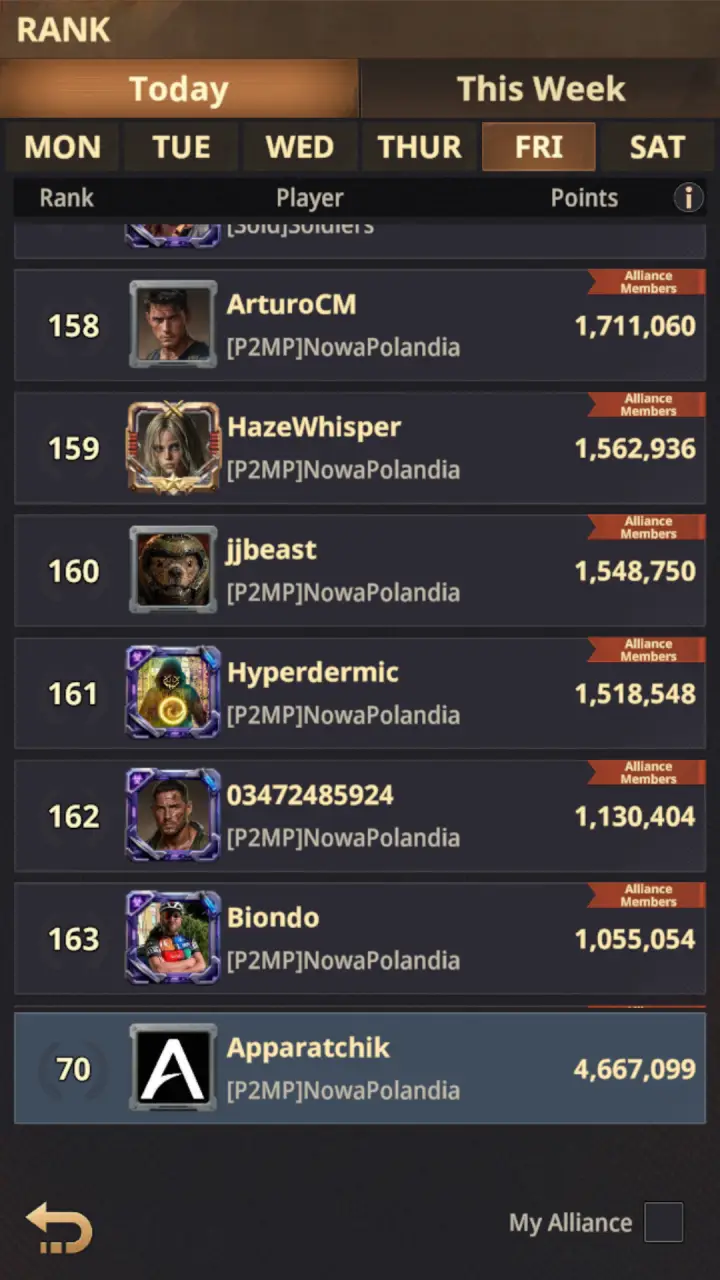 RANK
Today
This Week
MON TUE WED THUR FRI SAT
Rank Player Points i
[Sold]Soldiers
Alliance Members
158 ArturoCM 1,711,060
[P2MP]NowaPolandia
Alliance Members
159 HazeWhisper 1,562,936
[P2MP]NowaPolandia
Alliance Members
160 jjbeast 1,548,750
[P2MP]NowaPolandia
Alliance Members
161 Hyperdermic 1,518,548
[P2MP]NowaPolandia
Alliance Members
162 03472485924 1,130,404
[P2MP]NowaPolandia
Alliance Members
163 Biondo 1,055,054
[P2MP]NowaPolandia
70 Apparatchik 4,667,099
[P2MP]NowaPolandia
My Alliance